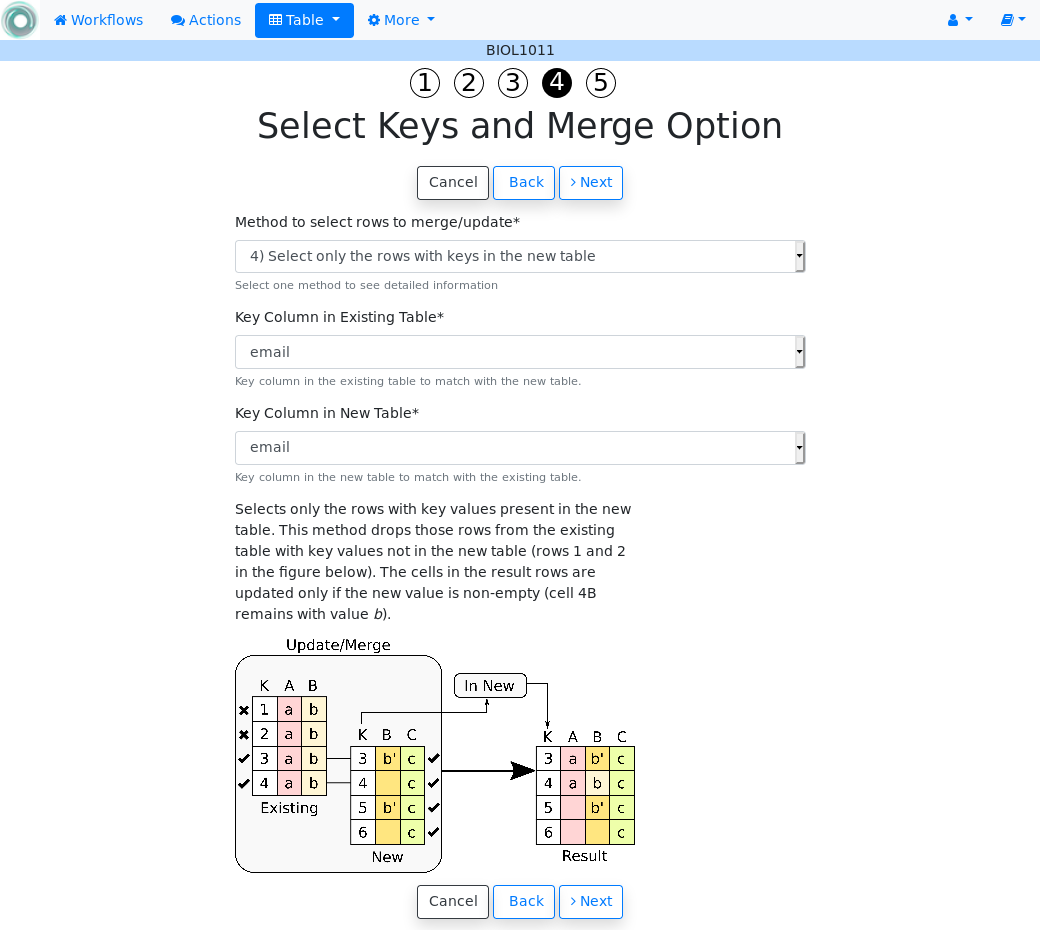 Workflows Actions Table More
BIOL1011
1 2 3 4 5
Select Keys and Merge Option
Cancel Back Next
Method to select rows to merge/update*
4) Select only the rows with keys in the new table
Select one method to see detailed information
Key Column in Existing Table*
email
Key column in the existing table to match with the new table.
Key Column in New Table*
email
Key column in the new table to match with the existing table.
Selects only the rows with key values present in the new
table. This method drops those rows from the existing
table with key values not in the new table (rows 1 and 2
in the figure below). The cells in the result rows are
updated only if the new value is non-empty (cell 4B
remains with value b).
Update/Merge
K A B
1 a b
2 a b
3 a b
4 a b
Existing
K B C
3 b' c
4 c
5 b' c
6 c
New
In New
K A B C
3 a b' c
4 a b c
5 b' c
6 c
Result
Cancel Back Next